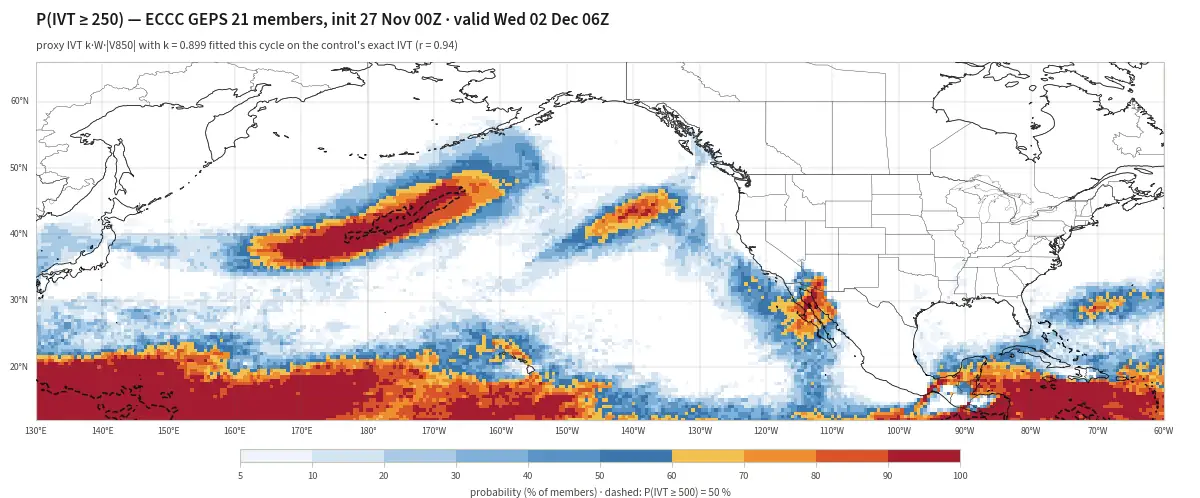 P(IVT ≥ 250) — ECCC GEPS 21 members, init 27 Nov 00Z · valid Wed 02 Dec 06Z
proxy IVT k·W·|V850| with k = 0.899 fitted this cycle on the control's exact IVT (r = 0.94)
60°N
50°N
40°N
30°N
20°N
130°E 140°E 150°E 160°E 170°E 180° 170°W 160°W 150°W 140°W 130°W 120°W 110°W 100°W 90°W 80°W 70°W 60°W
5 10 20 30 40 50 60 70 80 90 100
probability (% of members) · dashed: P(IVT ≥ 500) = 50 %